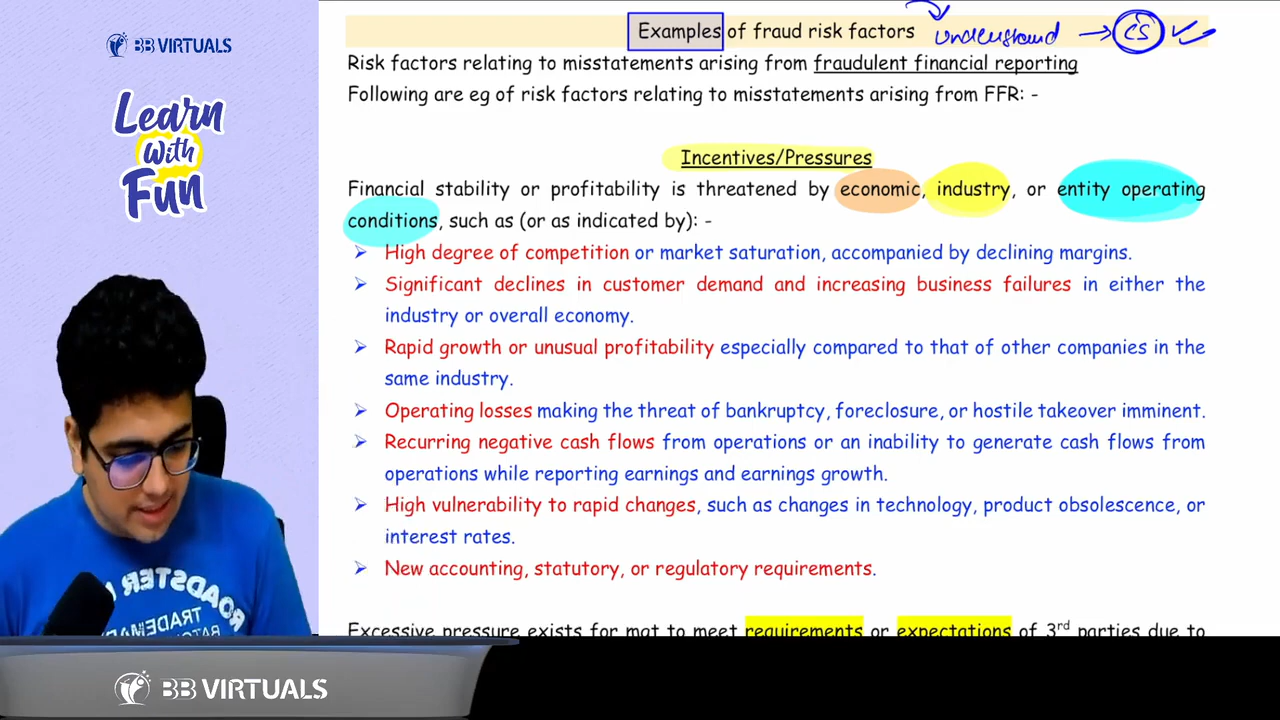 BB VIRTUALS
Learn
With
Fun
Examples of fraud risk factors understand → CS
Risk factors relating to misstatements arising from fraudulent financial reporting
Following are eg of risk factors relating to misstatements arising from FFR: -
Incentives/Pressures
Financial stability or profitability is threatened by economic, industry, or entity operating
conditions, such as (or as indicated by): -
➢ High degree of competition or market saturation, accompanied by declining margins.
➢ Significant declines in customer demand and increasing business failures in either the
industry or overall economy.
➢ Rapid growth or unusual profitability especially compared to that of other companies in the
same industry.
➢ Operating losses making the threat of bankruptcy, foreclosure, or hostile takeover imminent.
➢ Recurring negative cash flows from operations or an inability to generate cash flows from
operations while reporting earnings and earnings growth.
➢ High vulnerability to rapid changes, such as changes in technology, product obsolescence, or
interest rates.
➢ New accounting, statutory, or regulatory requirements.
Excessive pressure exists for mgt to meet requirements or expectations of 3rd parties due to
ROADSTER
TRADEMA
BB VIRTUALS